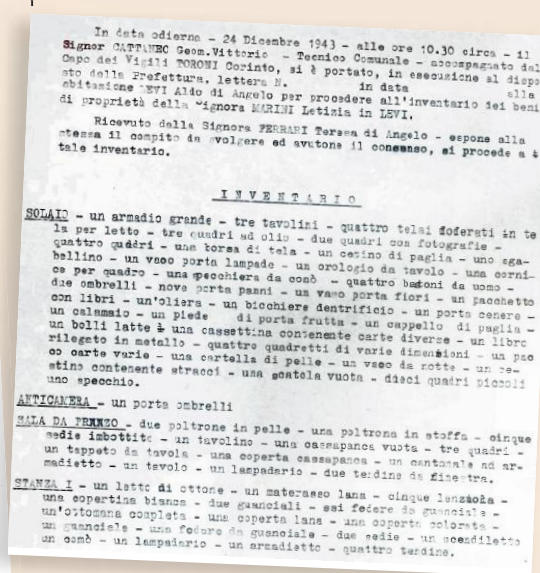 In data odierna - 24 Dicembre 1943 - alle ore 10.30 circa - il
Signor CATTANEO Geom.Vittorio - Tecnico Comunale - accompagnato dal
Capo dei Vigili TORONI Corinto, si è portato, in esecuzione al dispo
sto della Prefettura, lettera N. in data alla
abitazione LEVI Aldo di Angelo per procedere all'inventario dei beni
di proprietà della Signora MARINI Letizia in LEVI.
Ricevuto dalla Signora FERRARI Teresa di Angelo - espone alla
stessa il compito da svolgere ed avutone il consenso, si procede a
tale inventario.
INVENTARIO
SOLAIO - un armadio grande - tre tavolini - quattro telai foferati in te
la per letto - tre quadri ad olio - due quadri con fotografie -
quattro quadri - una borsa di tela - un cestino di paglia - uno sga-
bellino - un vaso porta lampade - un orologio da tavolo - una corni-
ce per quadro - una specchiera da comò - quattro bastoni da uomo -
due ombrelli - nove porta panni - un vaso porta fiori - un pacchetto
con libri - un'oliera - un bicchiere dentrificio - un porta cenere -
un calamaio - un piede di porta frutta - un cappello di paglia -
un bolli latte - una cassettina contenente carte diverse - un libro
rilegato in metallo - quattro quadretti di varie dimensioni - un pac
co carte varie - una cartella di pelle - un vaso da notte - un ce-
stino contenente stracci - una scatola vuota - dieci quadri piccoli
uno specchio.
ANTICAMERA - un porta ombrelli
SALA DA PRANZO - due poltrone in pelle - una poltrona in stoffa - cinque
sedie imbottite - un tavolino - una cassapanca vuota - tre quadri -
un tappeto da tavola - una coperta cassapanca - un cantonale ad ar-
madietto - un tavolo - un lampadario - due tendine da finestra.
STANZA I - un letto di ottone - un materasso lana - cinque lenzuola -
una copertina bianca - due guanciali - sei federe da guanciale -
un'ottomana completa - una coperta lana - una coperta colorata -
un guanciale - una federa da guanciale - due sedie - un scendiletto
un comò - un lampadario - un armadietto - quattro tendine.